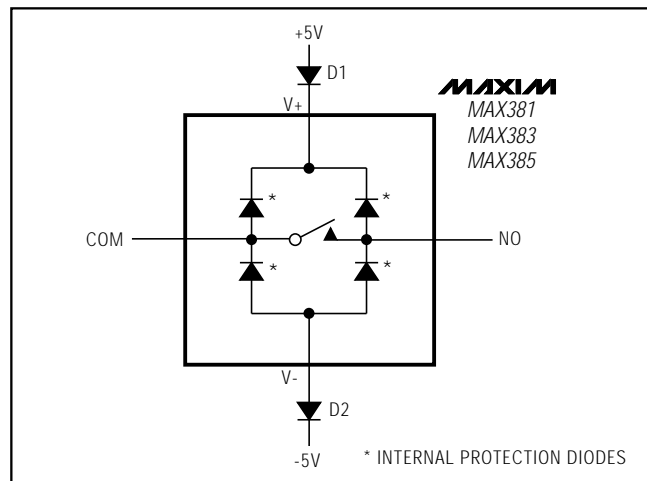 +5V
D1
MAXIM
V+
MAX381
MAX383
MAX385
*
*
COM
NO
*
*
V-
D2
-5V
* INTERNAL PROTECTION DIODES